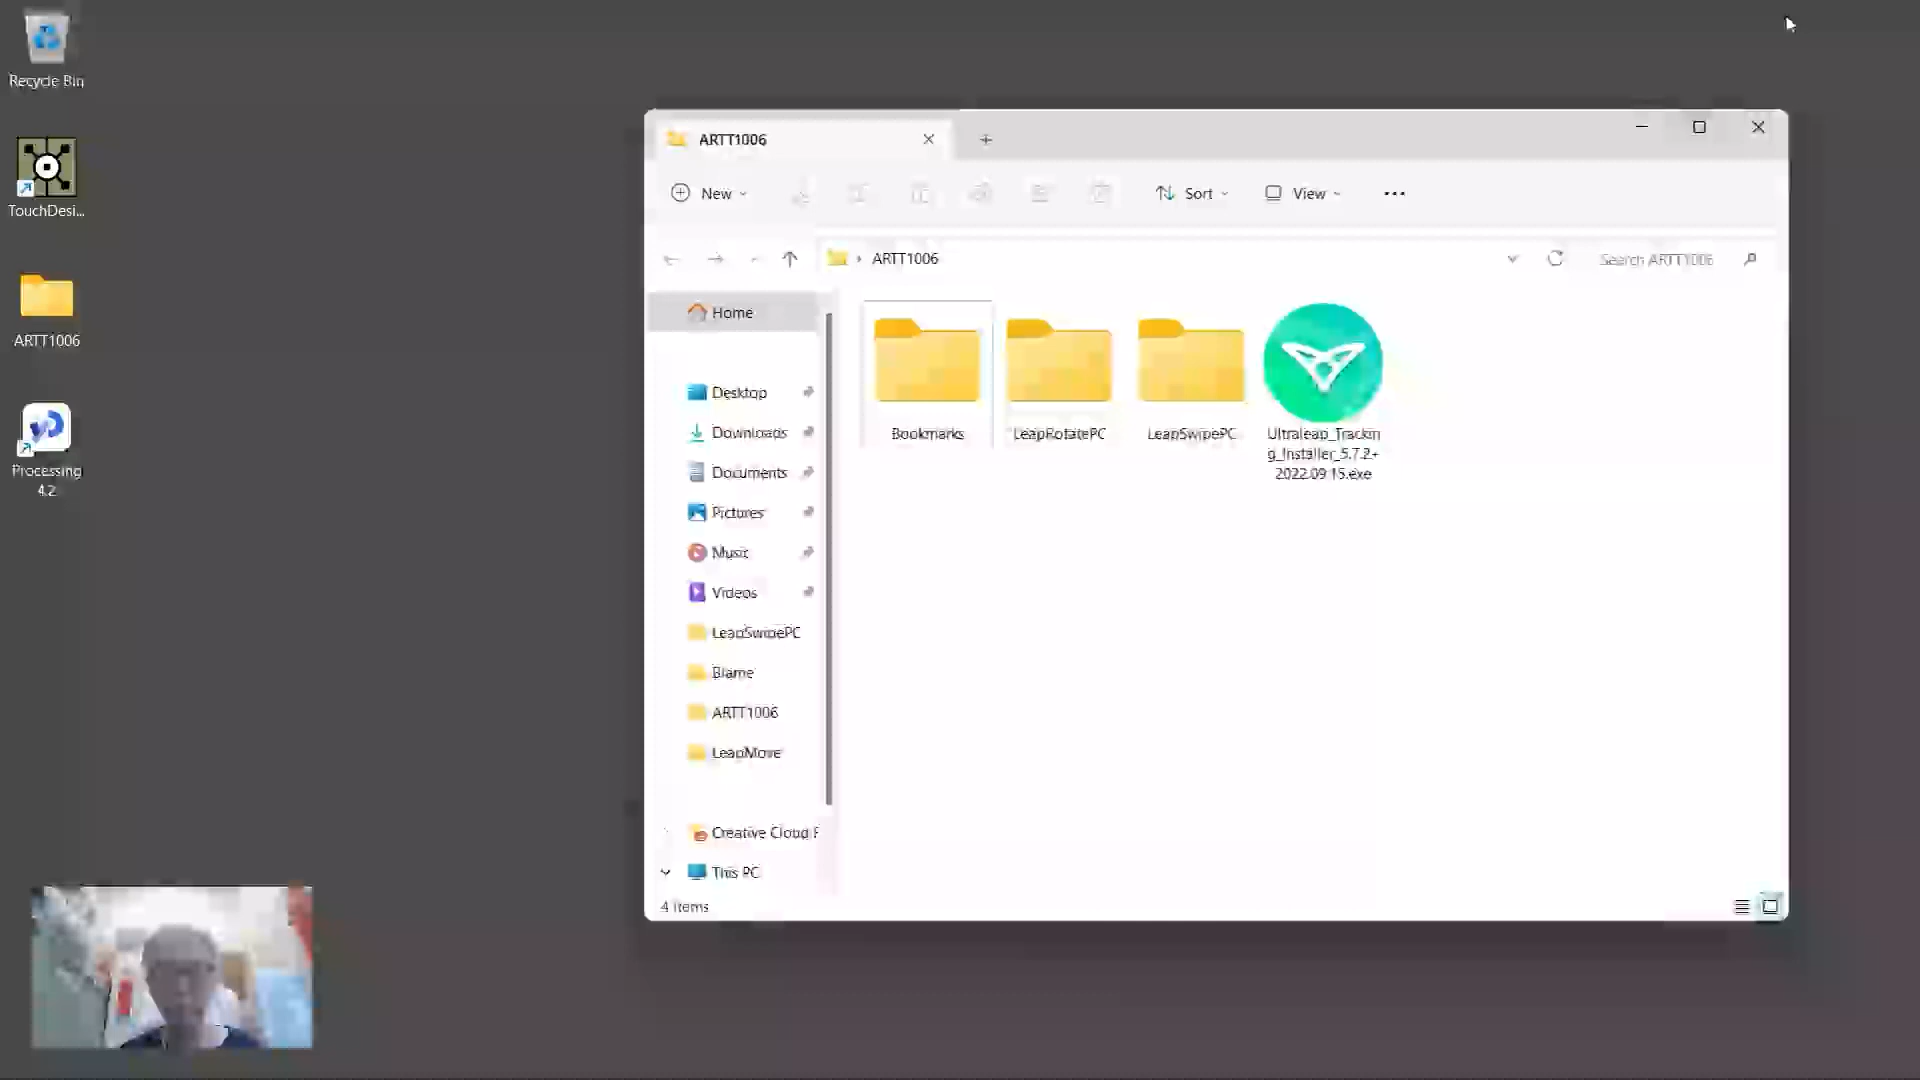 Recycle Bin
TouchDesi...
ARTT1006
Processing
4.2
ARTT1006
New
Sort
View
ARTT1006
Search ARTT1006
Home
Desktop
Downloads
Documents
Pictures
Music
Videos
LeapSwipePC
Blame
ARTT1006
LeapMove
Creative Cloud F
This PC
Bookmarks
LeapRotatePC
LeapSwipePC
Ultraleap_Trackin
g_Installer_5.7.2+
2022.09.15.exe
4 items